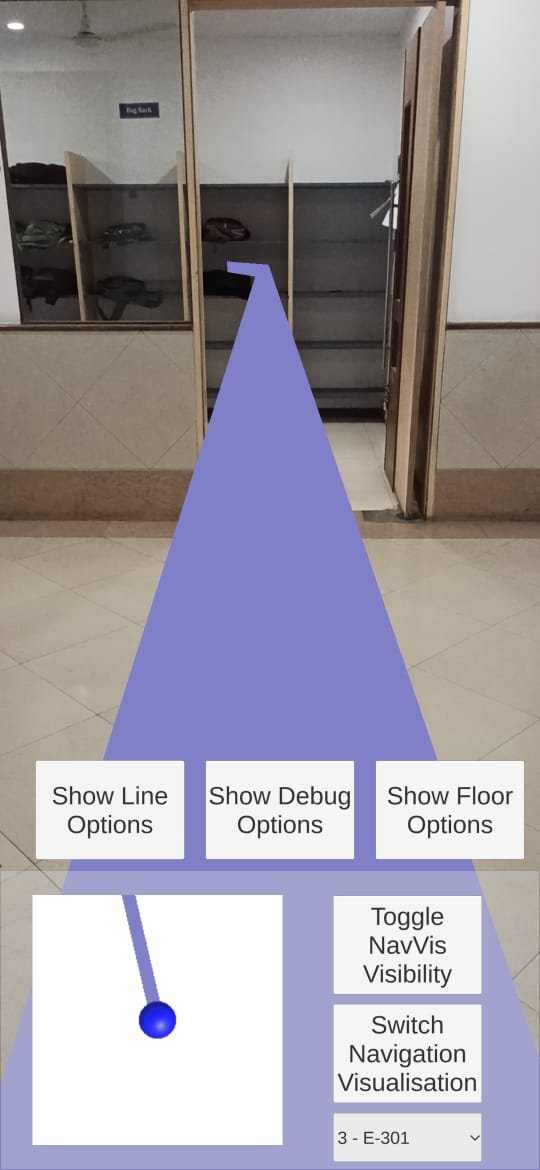 Bag Rack
Show Line
Options
Show Debug
Options
Show Floor
Options
Toggle
NavVis
Visibility
Switch
Navigation
Visualisation
3 - E-301